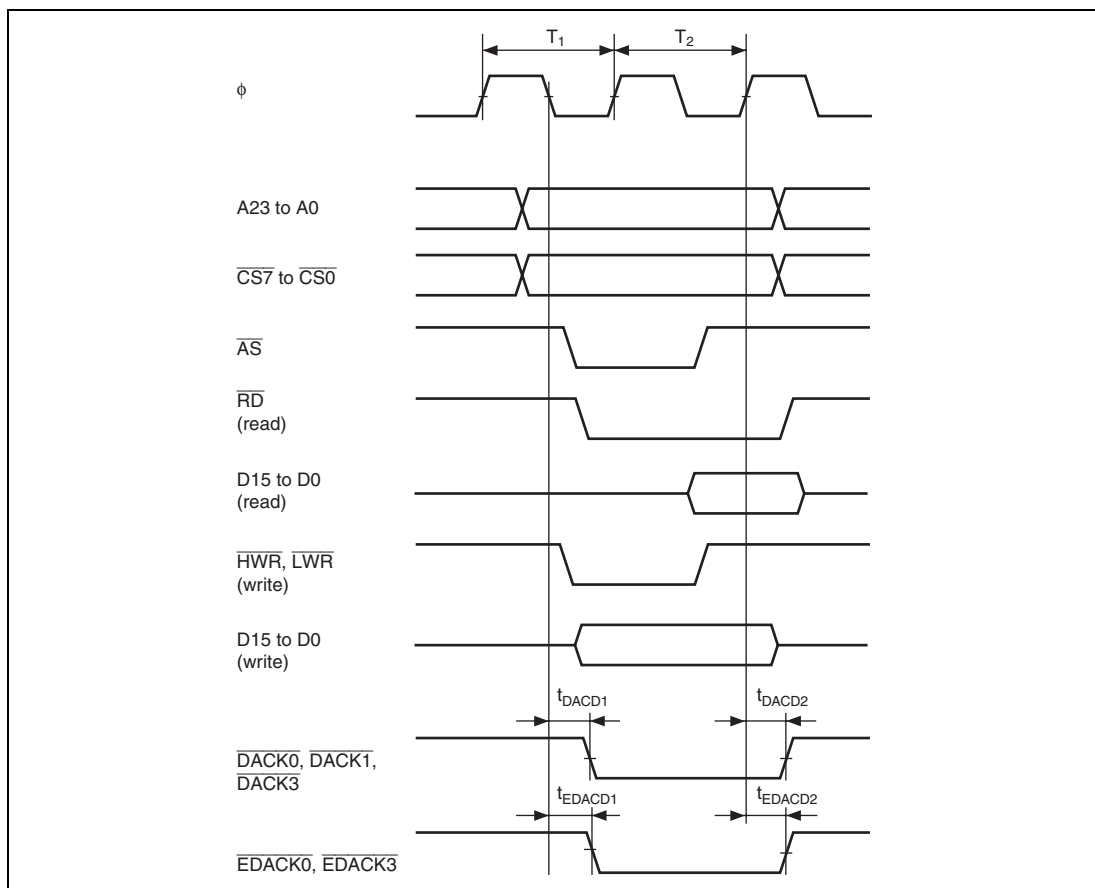 T1
T2
φ
A23 to A0
CS7 to CS0
AS
RD
(read)
D15 to D0
(read)
HWR, LWR
(write)
D15 to D0
(write)
tDACD1
tDACD2
DACK0, DACK1,
DACK3
tEDACD1
tEDACD2
EDACK0, EDACK3